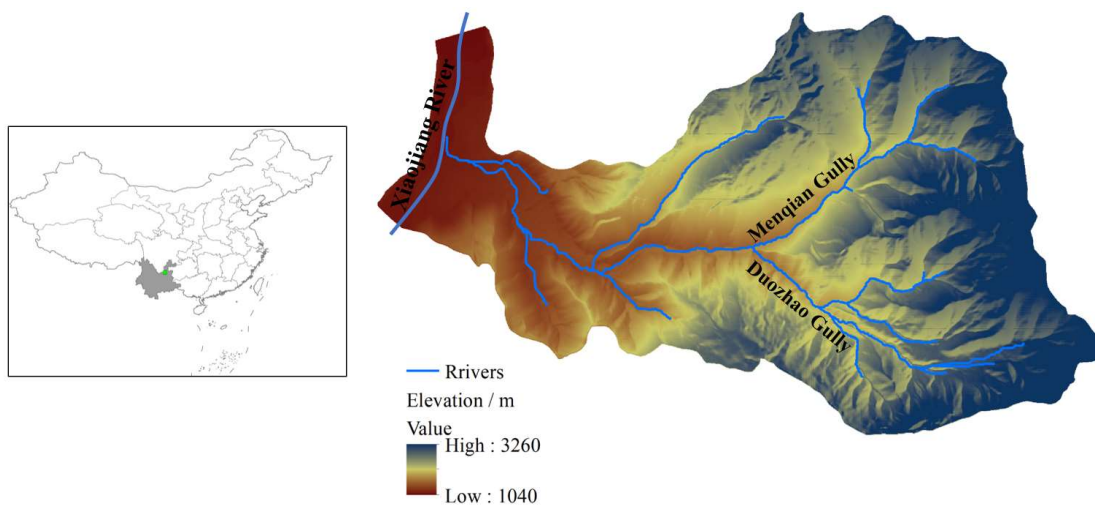 Xiaojiang River
Menqian Gully
Duozhao Gully
Rrivers
Elevation / m
Value
High : 3260
Low : 1040